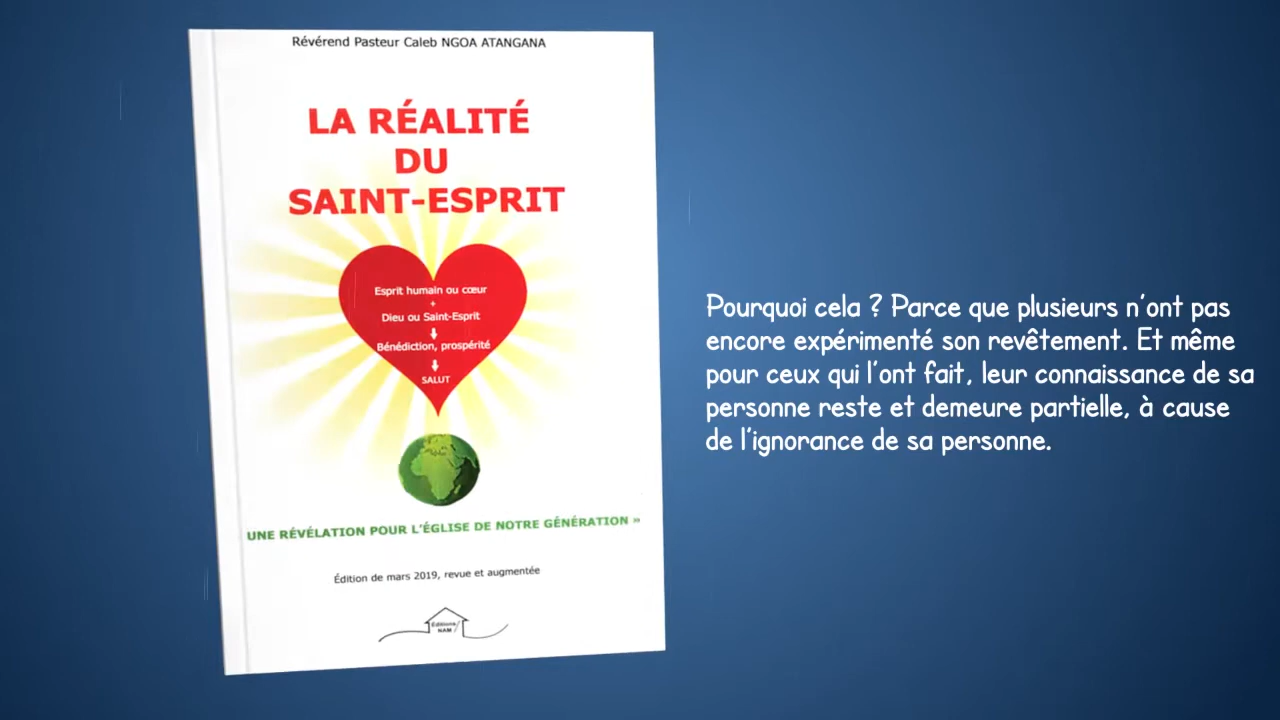 Révérend Pasteur Caleb NGOA ATANGANA
LA RÉALITÉ
DU
SAINT-ESPRIT
Esprit humain ou cœur
+
Dieu ou Saint-Esprit
Bénédiction, prospérité
SALUT
UNE RÉVÉLATION POUR L'ÉGLISE DE NOTRE GÉNÉRATION »
Édition de mars 2019, revue et augmentée
Éditions
NAM
Pourquoi cela ? Parce que plusieurs n'ont pas
encore expérimenté son revêtement. Et même
pour ceux qui l'ont fait, leur connaissance de sa
personne reste et demeure partielle, à cause
de l'ignorance de sa personne.